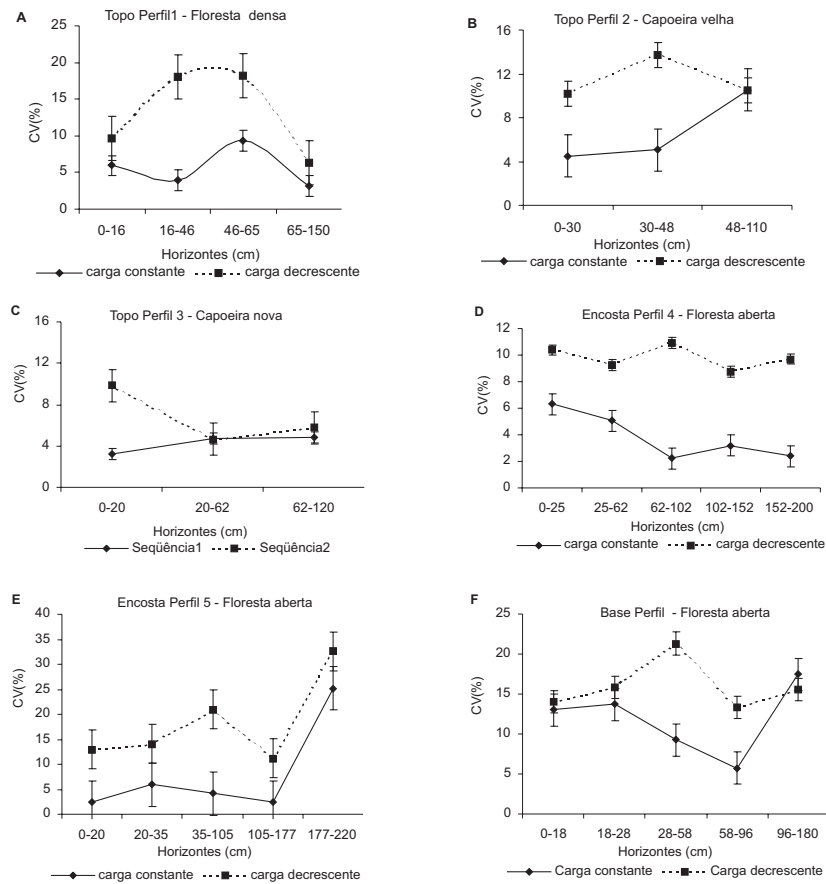 A
Topo Perfil1 - Floresta densa
25
20
15
10
5
0
CV(%)
0-16 16-46 46-65 65-150
Horizontes (cm)
carga constante carga decrescente
B
Topo Perfil 2 - Capoeira velha
16
12
8
4
0
CV(%)
0-30 30-48 48-110
Horizontes (cm)
carga constante carga descrescente
C
Topo Perfil 3 - Capoeira nova
16
12
8
4
0
CV(%)
0-20 20-62 62-120
Horizontes (cm)
Seqüência1 Seqüência2
D
Encosta Perfil 4 - Floresta aberta
12
10
8
6
4
2
0
CV(%)
0-25 25-62 62-102 102-152 152-200
Horizontes (cm)
carga constante carga decrescente
E
Encosta Perfil 5 - Floresta aberta
40
35
30
25
20
15
10
5
0
CV(%)
0-20 20-35 35-105 105-177 177-220
Horizontes (cm)
carga constante carga decrescente
F
Base Perfil - Floresta aberta
25
20
15
10
5
0
CV(%)
0-18 18-28 28-58 58-96 96-180
Horizontes (cm)
Carga constante Carga decrescente